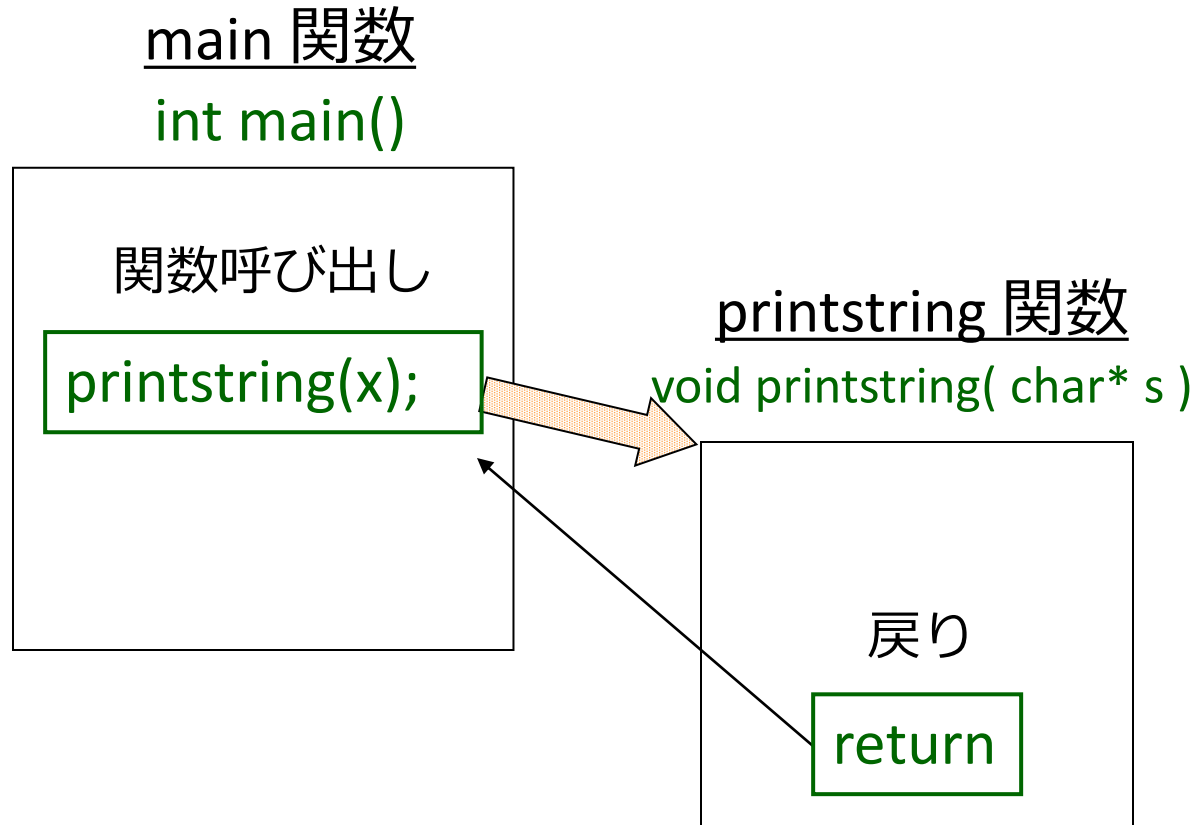 main 関数
int main()
関数呼び出し
printstring(x);
printstring 関数
void printstring( char* s )
戻り
return